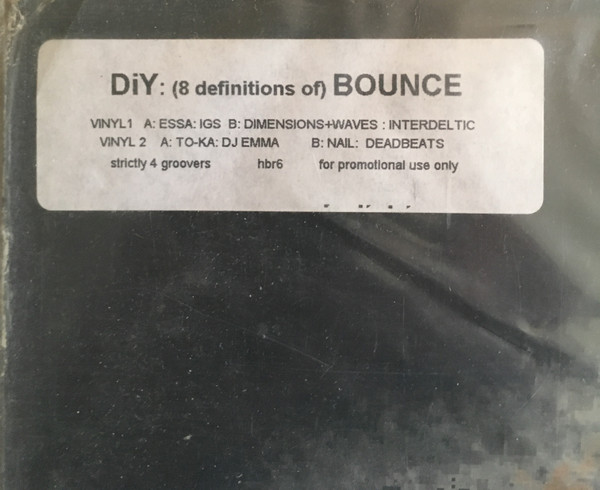 DiY: (8 definitions of) BOUNCE
VINYL1 A: ESSA: IGS B: DIMENSIONS+WAVES : INTERDELTIC
VINYL 2 A: TO-KA: DJ EMMA B: NAIL: DEADBEATS
strictly 4 groovers hbr6 for promotional use only